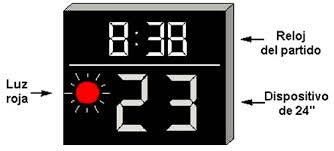 8:38
Reloj
del partido
Luz
roja
23
Dispositivo
de 24"